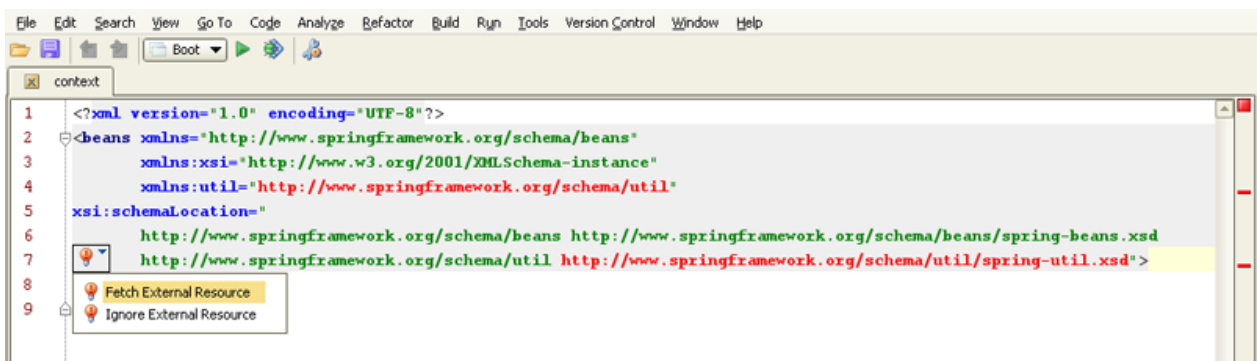 File Edit Search View Go To Code Analyze Refactor Build Run Tools Version Control Window Help
Boot
context
1 <?xml version="1.0" encoding="UTF-8"?>
2 <beans xmlns="http://www.springframework.org/schema/beans"
3 xmlns:xsi="http://www.w3.org/2001/XMLSchema-instance"
4 xmlns:util="http://www.springframework.org/schema/util"
5 xsi:schemaLocation="
6 http://www.springframework.org/schema/beans http://www.springframework.org/schema/beans/spring-beans.xsd
7 http://www.springframework.org/schema/util http://www.springframework.org/schema/util/spring-util.xsd">
8 Fetch External Resource
9 Ignore External Resource